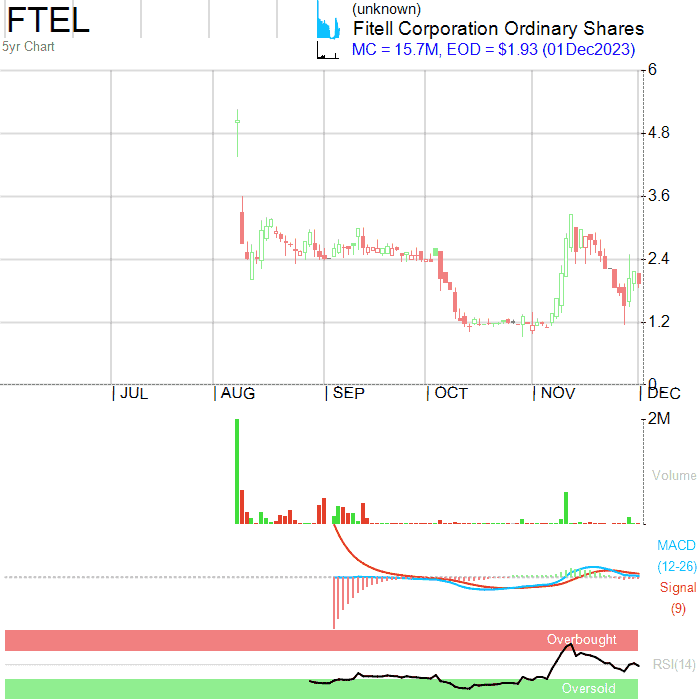 FTEL
5yr Chart
(unknown)
Fitell Corporation Ordinary Shares
MC = 15.7M, EOD = $1.93 (01Dec2023)
6
4.8
3.6
2.4
1.2
0
JUL
AUG
SEP
OCT
NOV
DEC
2M
Volume
MACD
(12-26)
Signal
(9)
Overbought
RSI(14)
Oversold